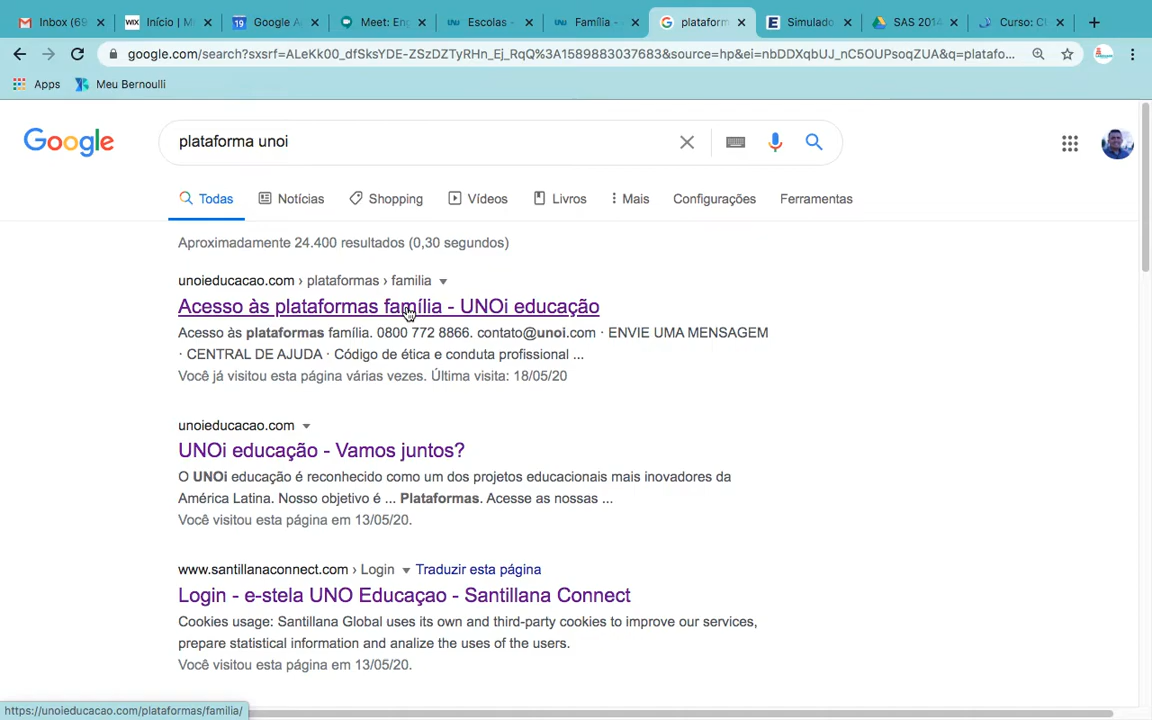 Inbox (69
Início | M
19 Google A
Meet: En
Escolas -
Família -
plataform
Simulado
SAS 2014
Curso: C
google.com/search?sxsrf=ALeKk00_dfSksYDE-ZSzDZTyRHn_Ej_RqQ%3A1589883037683&source=hp&ei=nbDDXqbUJ_nC5OUPsoqZUA&q=platafo...
Apps
Meu Bernoulli
Google
plataforma unoi
Todas
Notícias
Shopping
Vídeos
Livros
Mais
Configurações
Ferramentas
Aproximadamente 24.400 resultados (0,30 segundos)
unoieducacao.com › plataformas › familia
Acesso às plataformas família - UNOi educação
Acesso às plataformas família. 0800 772 8866. contato@unoi.com · ENVIE UMA MENSAGEM
· CENTRAL DE AJUDA · Código de ética e conduta profissional ...
Você já visitou esta página várias vezes. Última visita: 18/05/20
unoieducacao.com
UNOi educação - Vamos juntos?
O UNOi educação é reconhecido como um dos projetos educacionais mais inovadores da
América Latina. Nosso objetivo é ... Plataformas. Acesse as nossas ...
Você visitou esta página em 13/05/20.
www.santillanaconnect.com › Login Traduzir esta página
Login - e-stela UNO Educaçao - Santillana Connect
Cookies usage: Santillana Global uses its own and third-party cookies to improve our services,
prepare statistical information and analize the uses of the users.
Você visitou esta página em 13/05/20.
https://unoieducacao.com/plataformas/familia/